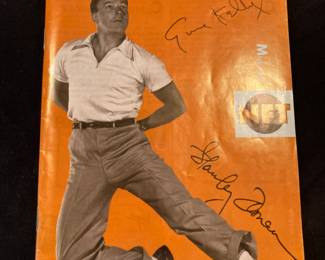 Gene Kelly
M
NET
Stanley Donen